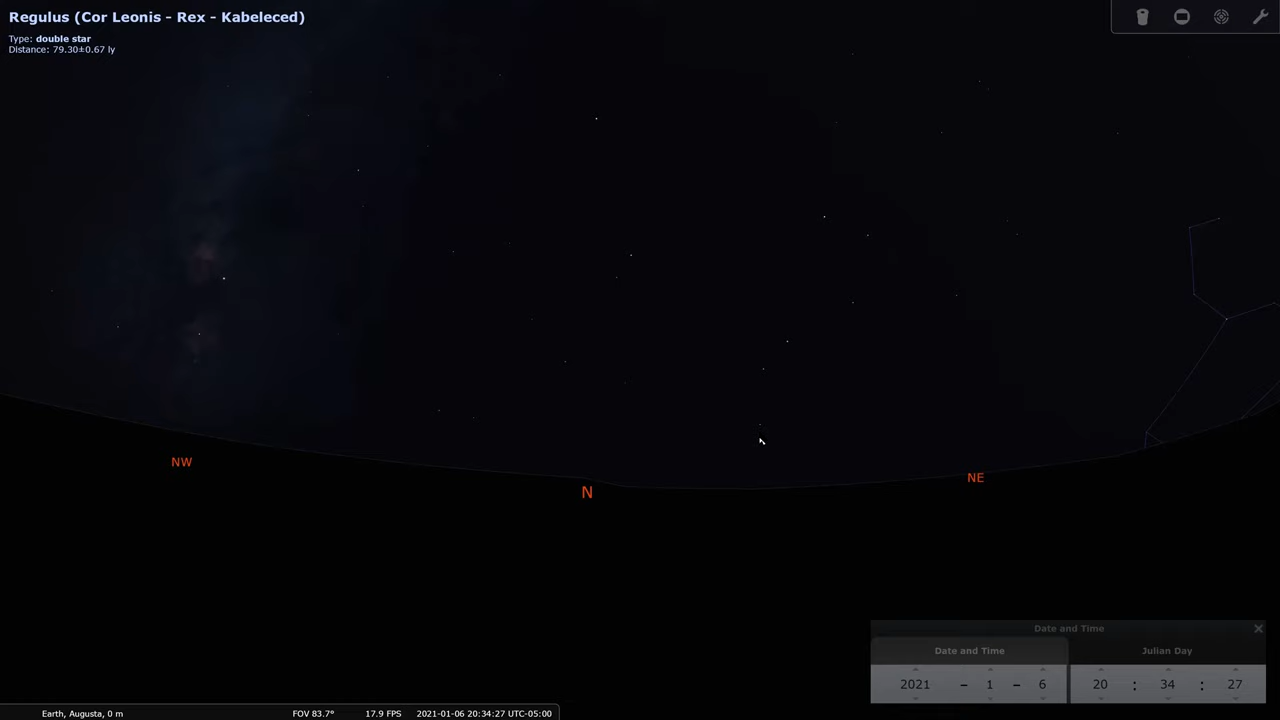 Regulus (Cor Leonis - Rex - Kabeleced)
Type: double star
Distance: 79.30±0.67 ly
NW
N
NE
Date and Time
Date and Time
Julian Day
2021 - 1 - 6
20 : 34 : 27
Earth, Augusta, 0 m
FOV 83.7°
17.9 FPS
2021-01-06 20:34:27 UTC-05:00